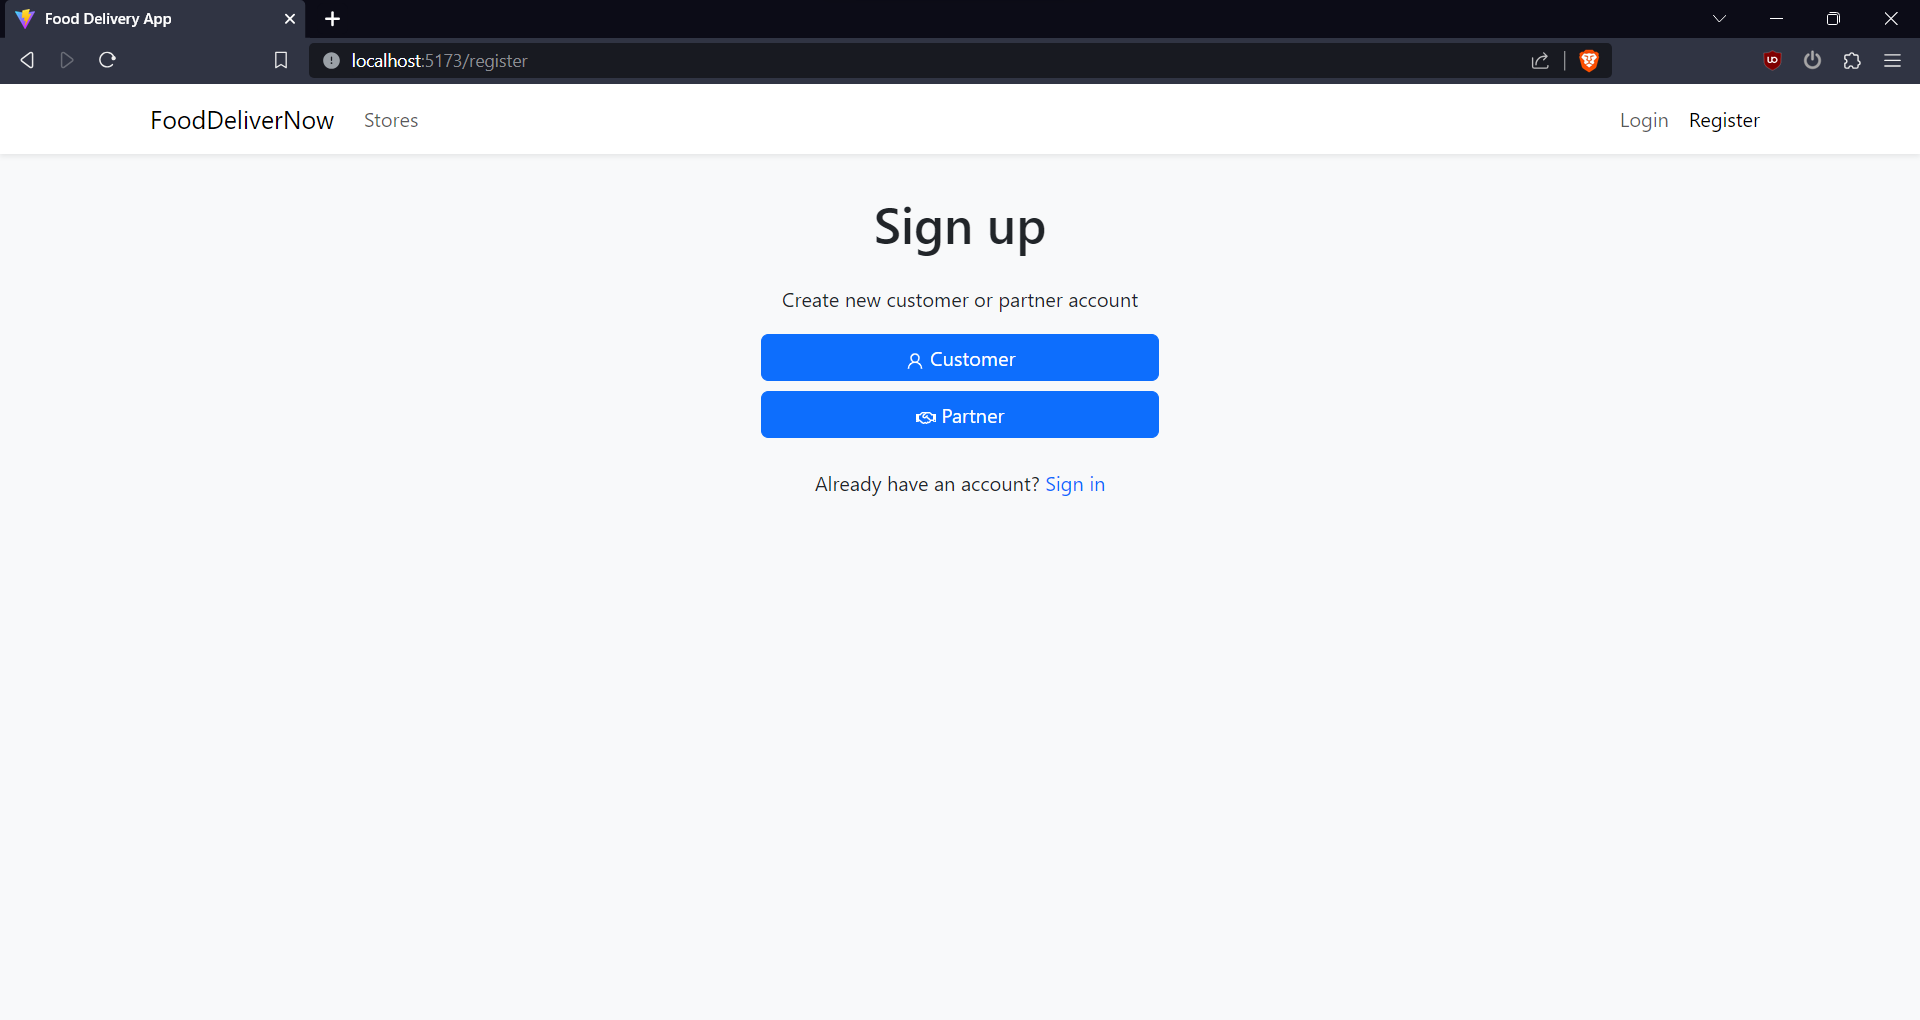 Food Delivery App
localhost:5173/register
FoodDeliverNow Stores Login Register
Sign up
Create new customer or partner account
Customer
Partner
Already have an account? Sign in